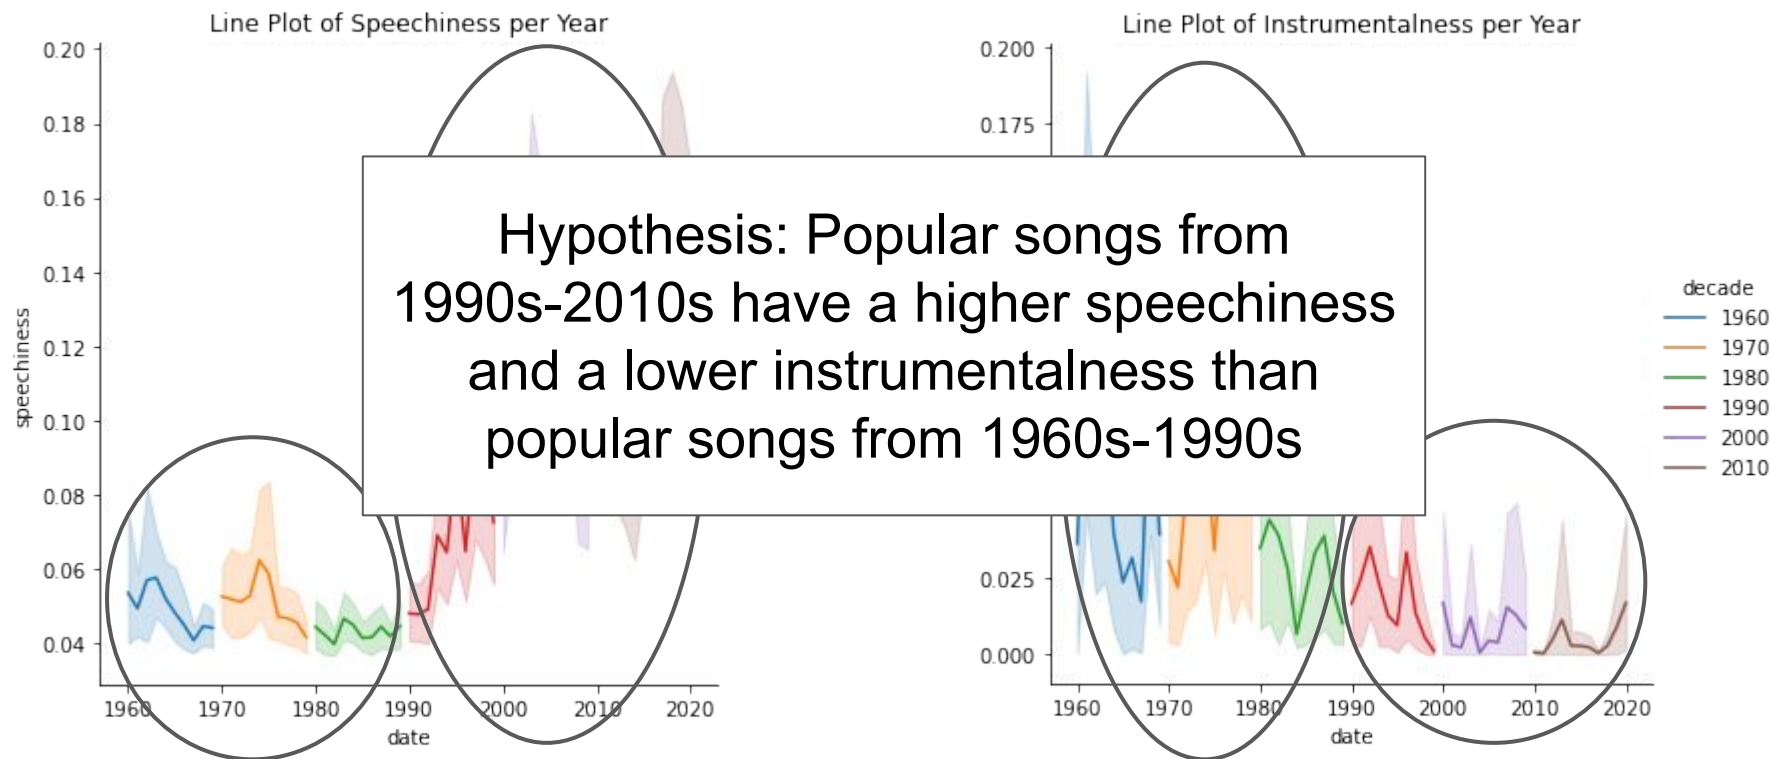 Line Plot of Speechiness per Year
0.20
0.18
0.16
0.14
0.12
0.10
0.08
0.06
0.04
speechiness
1960 1970 1980 1990 2000 2010 2020
date
Line Plot of Instrumentalness per Year
0.200
0.175
0.025
0.000
1960 1970 1980 1990 2000 2010 2020
date
Hypothesis: Popular songs from
1990s-2010s have a higher speechiness
and a lower instrumentalness than
popular songs from 1960s-1990s
decade
1960
1970
1980
1990
2000
2010